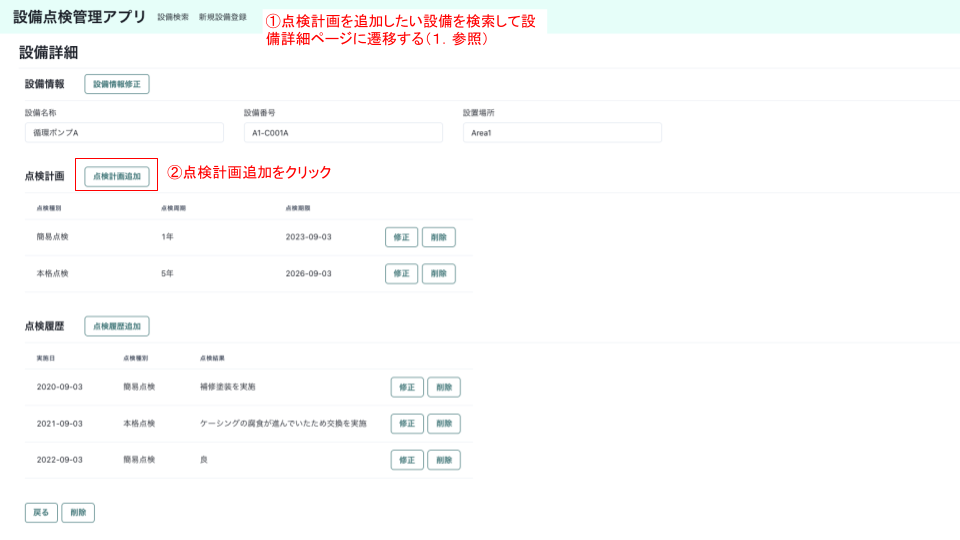 設備点検管理アプリ 設備検索 新規設備登録
①点検計画を追加したい設備を検索して設
備詳細ページに遷移する（1．参照）
設備詳細
設備情報 設備情報修正
設備名称 設備番号 設置場所
循環ポンプA A1-C001A Area1
点検計画 点検計画追加 ②点検計画追加をクリック
点検種別 点検周期 点検期限
簡易点検 1年 2023-09-03 修正 削除
本格点検 5年 2026-09-03 修正 削除
点検履歴 点検履歴追加
実施日 点検種別 点検結果
2020-09-03 簡易点検 補修塗装を実施 修正 削除
2021-09-03 本格点検 ケーシングの腐食が進んでいたため交換を実施 修正 削除
2022-09-03 簡易点検 良 修正 削除
戻る 削除